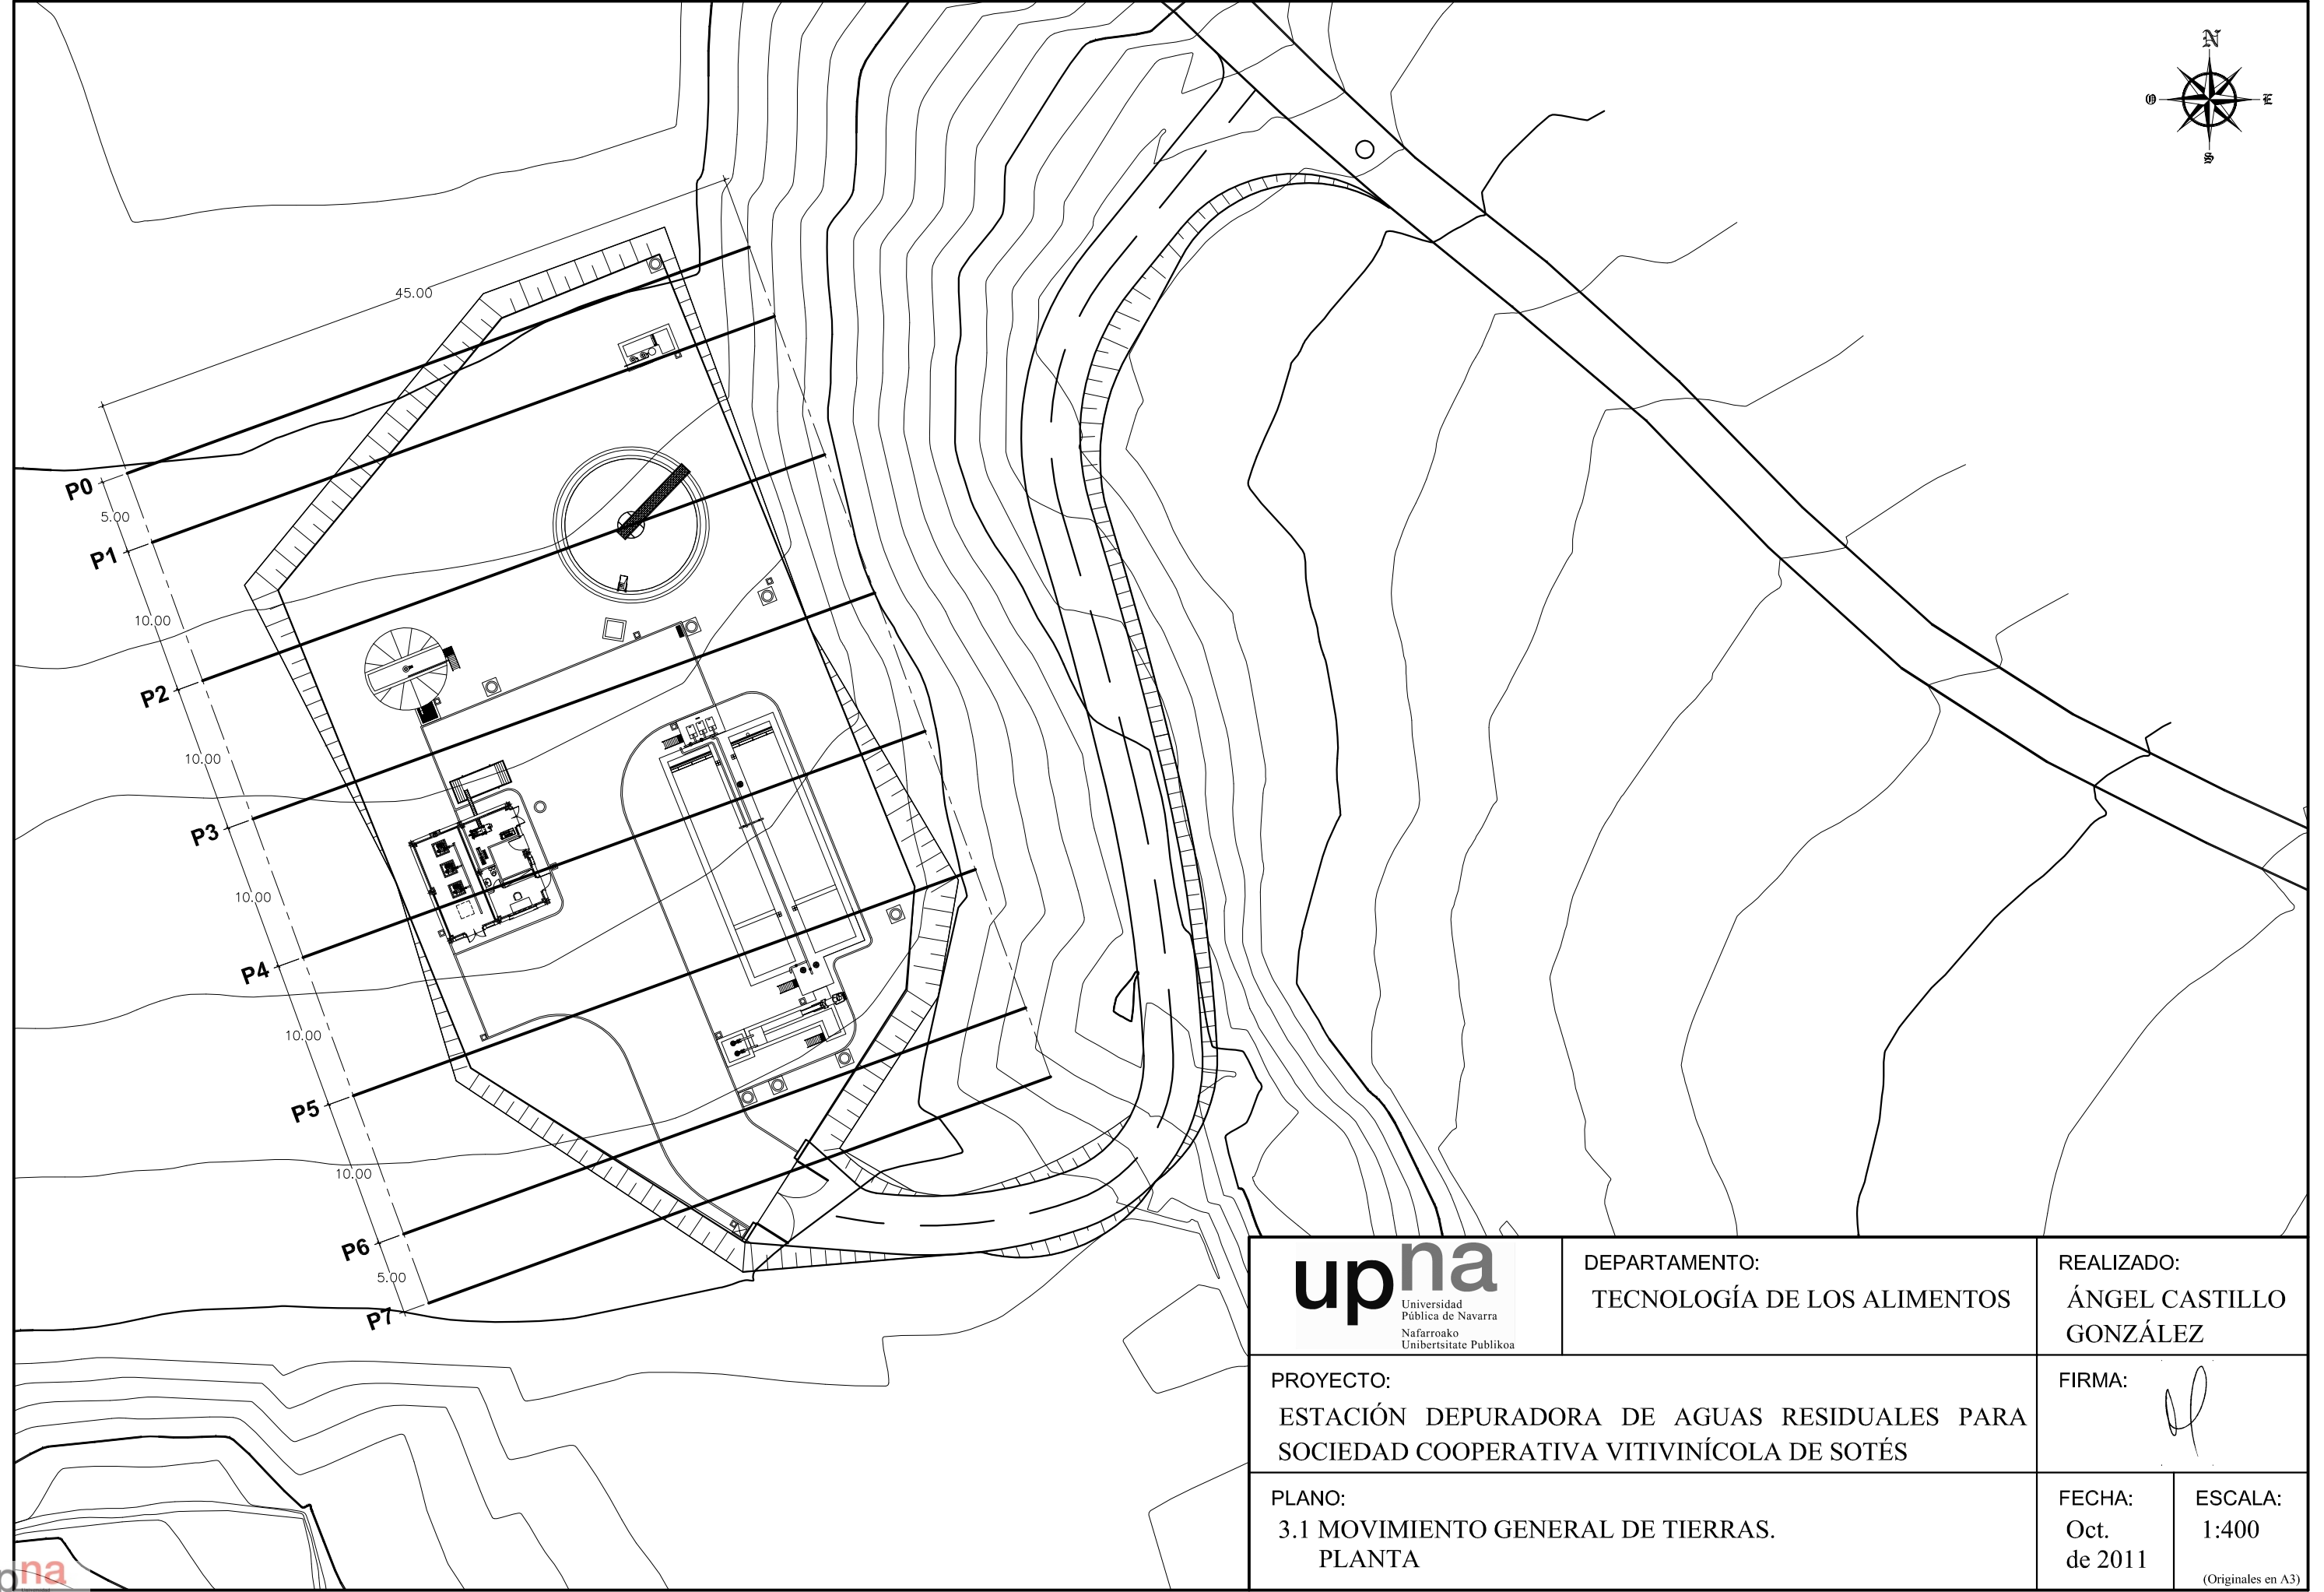 N
O
E
S
45.00
P0
5.00
P1
10.00
P2
10.00
P3
10.00
P4
10.00
P5
10.00
P6
5.00
P7
upna
Universidad
Pública de Navarra
Nafarroako
Unibertsitate Publikoa
DEPARTAMENTO:
TECNOLOGÍA DE LOS ALIMENTOS
REALIZADO:
ÁNGEL CASTILLO
GONZÁLEZ
PROYECTO:
ESTACIÓN DEPURADORA DE AGUAS RESIDUALES PARA
SOCIEDAD COOPERATIVA VITIVINÍCOLA DE SOTÉS
FIRMA:
PLANO:
3.1 MOVIMIENTO GENERAL DE TIERRAS.
PLANTA
FECHA:
Oct.
de 2011
ESCALA:
1:400
(Originales en A3)
na